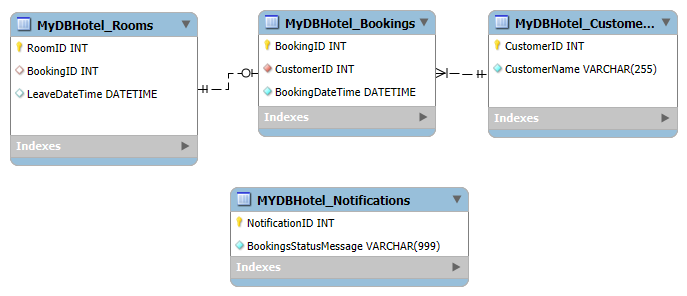 MyDBHotel_Rooms
RoomID INT
BookingID INT
LeaveDateTime DATETIME
Indexes
MyDBHotel_Bookings
BookingID INT
CustomerID INT
BookingDateTime DATETIME
Indexes
MyDBHotel_Custome...
CustomerID INT
CustomerName VARCHAR(255)
Indexes
MYDBHotel_Notifications
NotificationID INT
BookingsStatusMessage VARCHAR(999)
Indexes